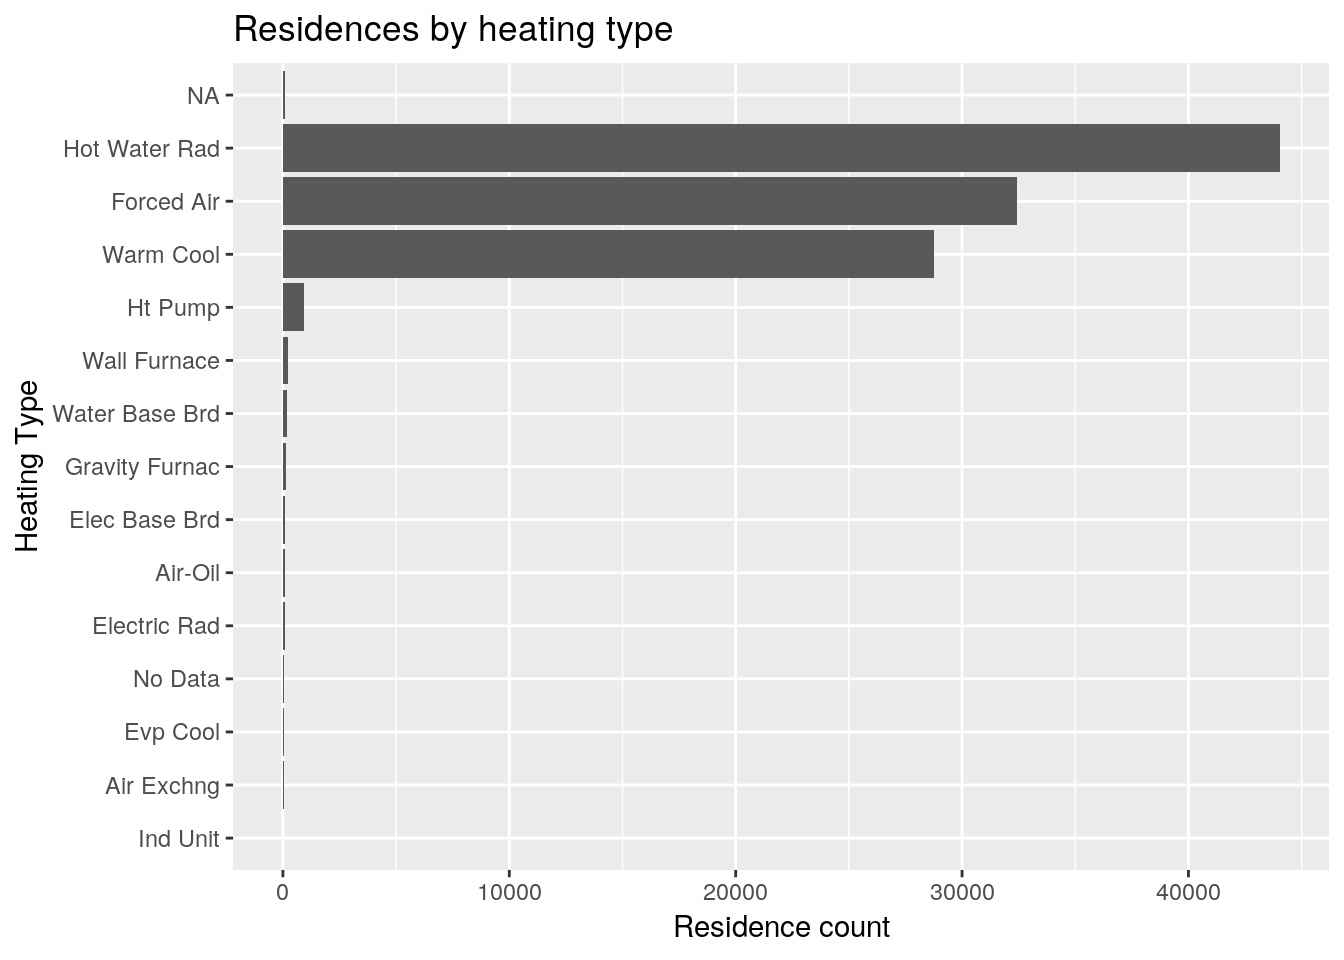 Residences by heating type
NA
Hot Water Rad
Forced Air
Warm Cool
Ht Pump
Wall Furnace
Water Base Brd
Gravity Furnac
Elec Base Brd
Air-Oil
Electric Rad
No Data
Evp Cool
Air Exchng
Ind Unit
Heating Type
0 10000 20000 30000 40000
Residence count